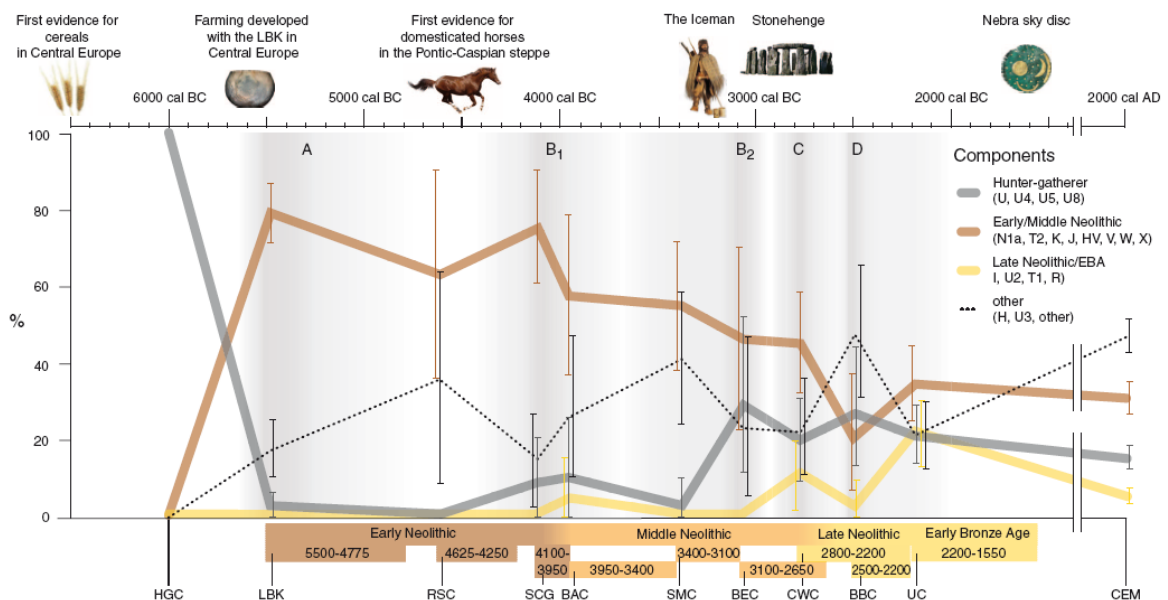 First evidence for
cereals
in Central Europe
Farming developed
with the LBK in
Central Europe
First evidence for
domesticated horses
in the Pontic-Caspian steppe
The Iceman
Stonehenge
Nebra sky disc
6000 cal BC
5000 cal BC
4000 cal BC
3000 cal BC
2000 cal BC
2000 cal AD
100
80
60
40
20
0
%
A
B1
B2
C
D
Components
Hunter-gatherer
(U, U4, U5, U8)
Early/Middle Neolithic
(N1a, T2, K, J, HV, V, W, X)
Late Neolithic/EBA
I, U2, T1, R)
other
(H, U3, other)
Early Neolithic
Middle Neolithic
Late Neolithic
Early Bronze Age
5500-4775
4625-4250
4100-
3950
3950-3400
3400-3100
3100-2650
2800-2200
2500-2200
2200-1550
HGC
LBK
RSC
SCG
BAC
SMC
BEC
CWC
BBC
UC
CEM